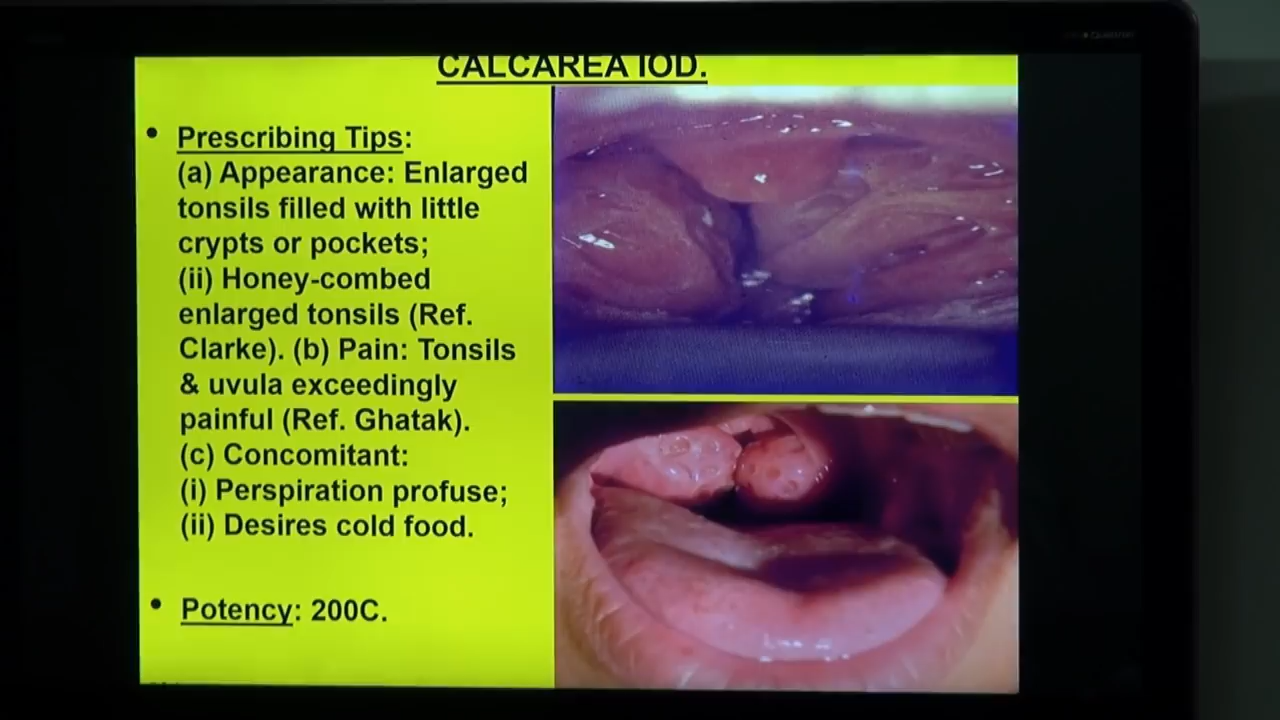 CALCAREA IOD.
• Prescribing Tips:
(a) Appearance: Enlarged
tonsils filled with little
crypts or pockets;
(ii) Honey-combed
enlarged tonsils (Ref.
Clarke). (b) Pain: Tonsils
& uvula exceedingly
painful (Ref. Ghatak).
(c) Concomitant:
(i) Perspiration profuse;
(ii) Desires cold food.
• Potency: 200C.